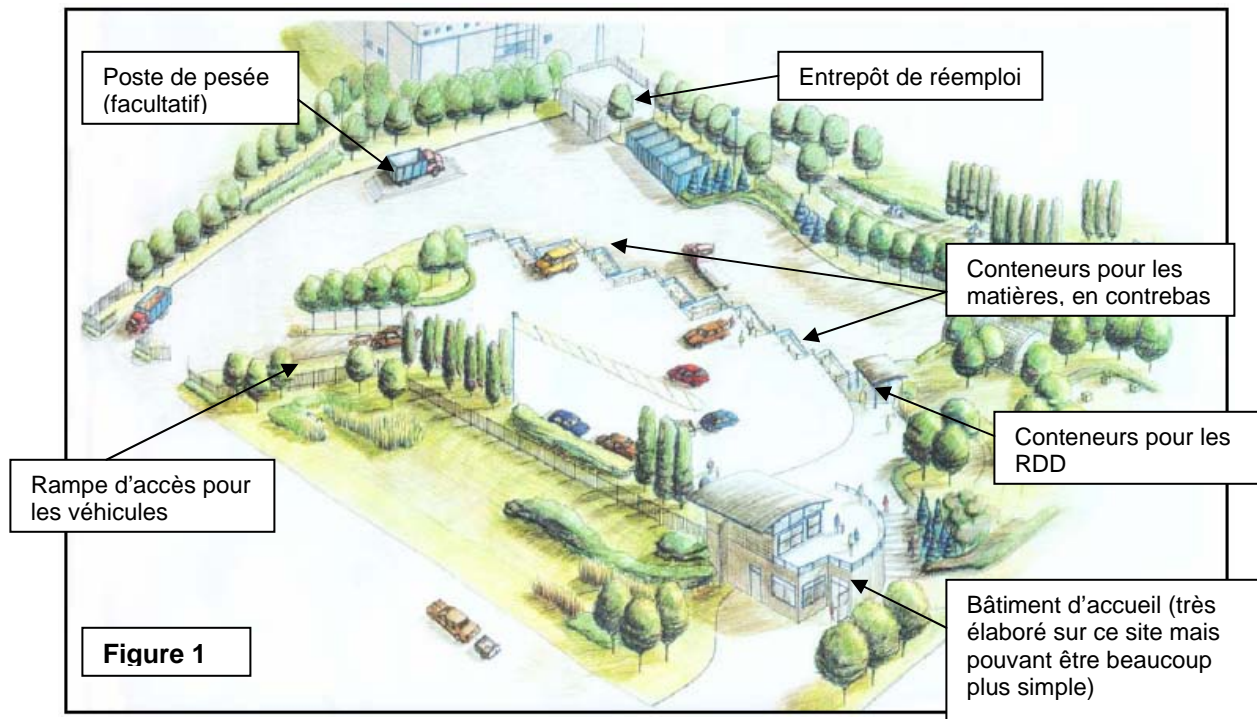 Poste de pesée
(facultatif)
Entrepôt de réemploi
Conteneurs pour les
matières, en contrebas
Conteneurs pour les
RDD
Rampe d'accès pour
les véhicules
Bâtiment d'accueil (très
élaboré sur ce site mais
pouvant être beaucoup
plus simple)
Figure 1